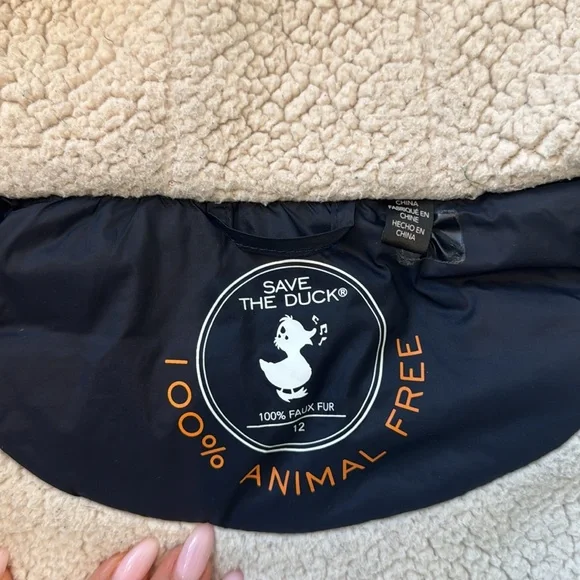 CHINA
FABRIQUÉ EN
CHINE
HECHO EN
CHINA
SAVE
THE DUCK®
100% FAUX FUR
12
100% ANIMAL FREE